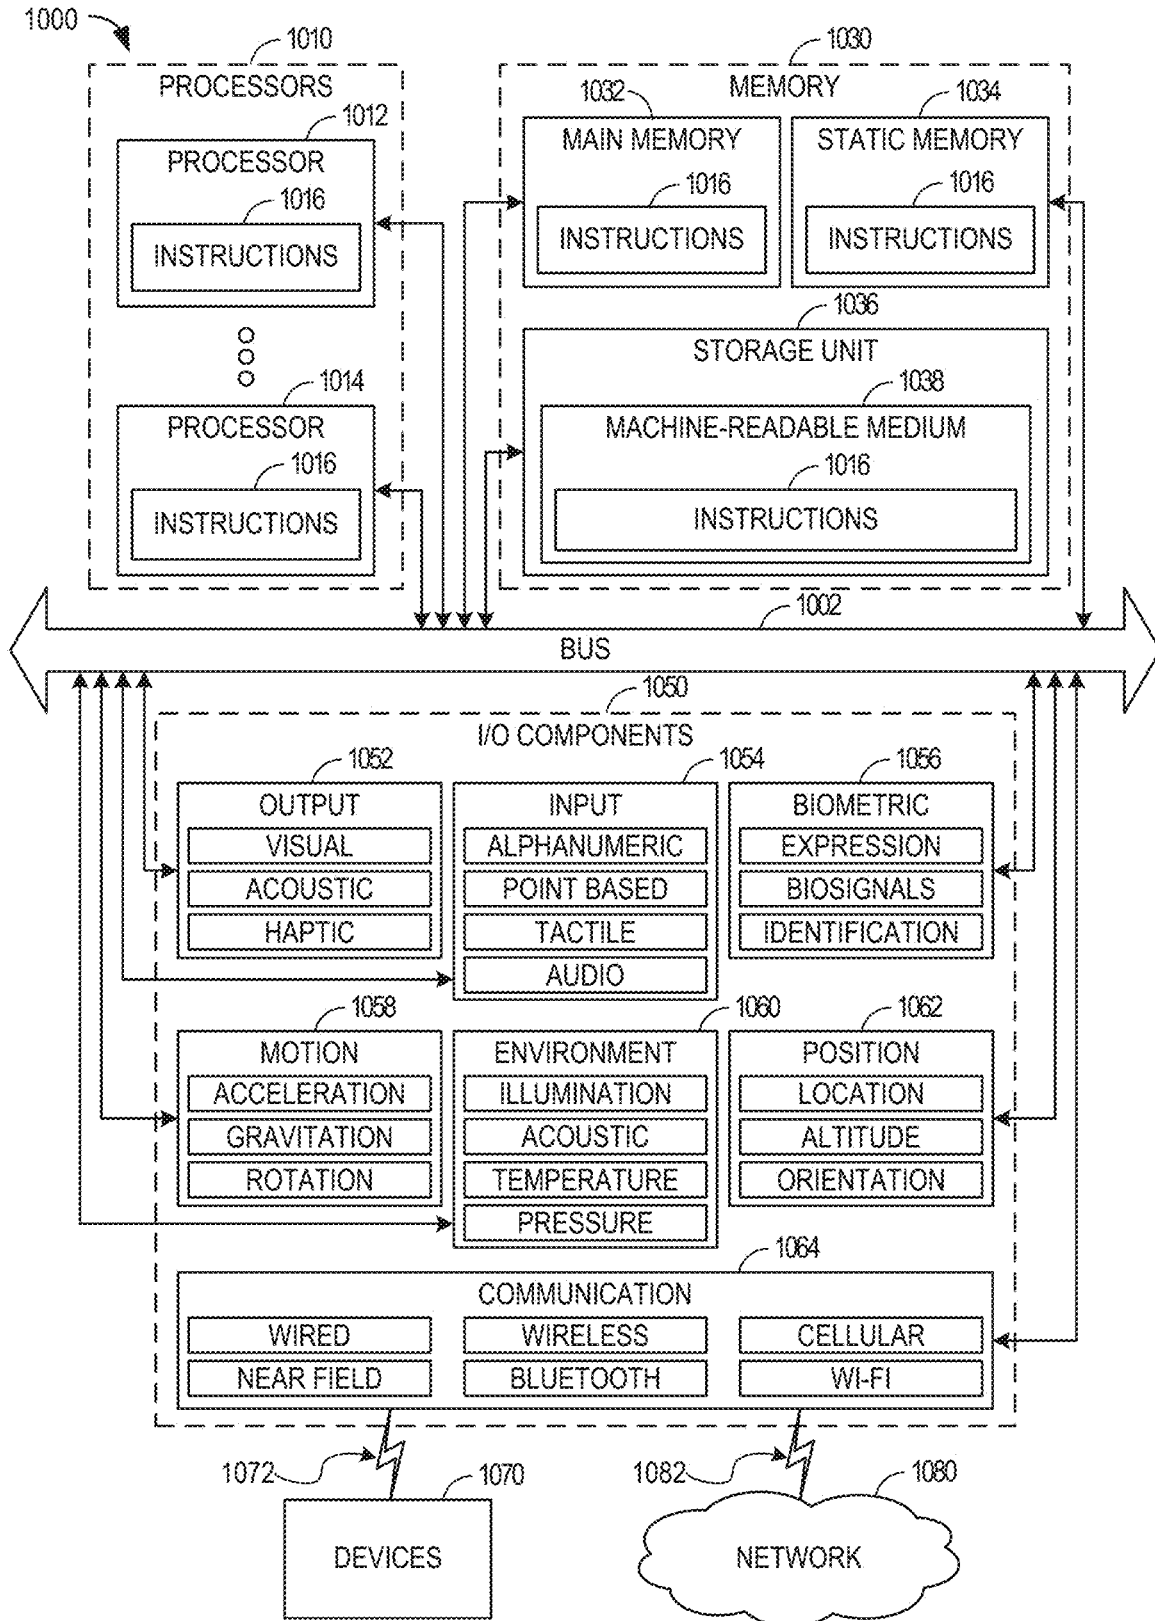 1000
1010
PROCESSORS
1012
PROCESSOR
1016
INSTRUCTIONS
1014
PROCESSOR
1016
INSTRUCTIONS
1030
MEMORY
1032
MAIN MEMORY
1016
INSTRUCTIONS
1034
STATIC MEMORY
1016
INSTRUCTIONS
1036
STORAGE UNIT
1038
MACHINE-READABLE MEDIUM
1016
INSTRUCTIONS
1002
BUS
1050
I/O COMPONENTS
1052
OUTPUT
VISUAL
ACOUSTIC
HAPTIC
1054
INPUT
ALPHANUMERIC
POINT BASED
TACTILE
AUDIO
1056
BIOMETRIC
EXPRESSION
BIOSIGNALS
IDENTIFICATION
1058
MOTION
ACCELERATION
GRAVITATION
ROTATION
1060
ENVIRONMENT
ILLUMINATION
ACOUSTIC
TEMPERATURE
PRESSURE
1062
POSITION
LOCATION
ALTITUDE
ORIENTATION
1064
COMMUNICATION
WIRED
WIRELESS
CELLULAR
NEAR FIELD
BLUETOOTH
WI-FI
1072
1070
DEVICES
1082
1080
NETWORK